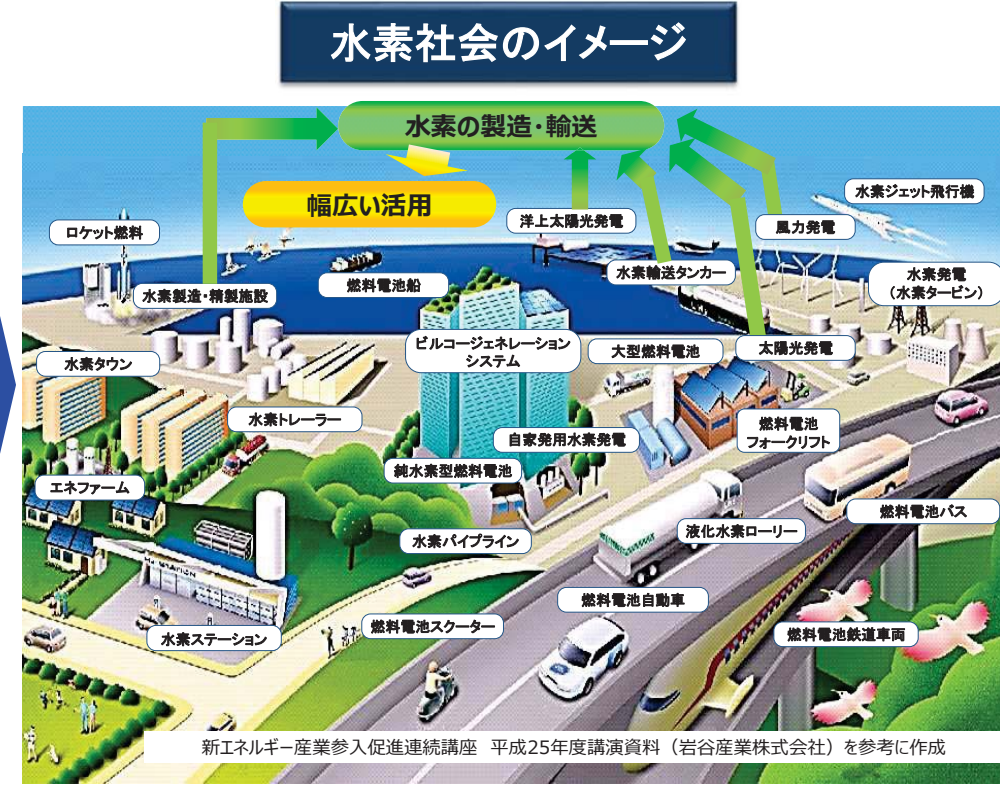 水素社会のイメージ
水素の製造・輸送
幅広い活用
水素ジェット飛行機
洋上太陽光発電
風力発電
ロケット燃料
水素輸送タンカー
水素発電
（水素タービン）
燃料電池船
水素製造・精製施設
ビルコージェネレーション
システム
大型燃料電池
太陽光発電
水素タウン
水素トレーラー
燃料電池
フォークリフト
自家発用水素発電
純水素型燃料電池
エネファーム
燃料電池バス
液化水素ローリー
水素パイプライン
燃料電池自動車
燃料電池スクーター
燃料電池鉄道車両
水素ステーション
新エネルギー産業参入促進連続講座 平成25年度講演資料（岩谷産業株式会社）を参考に作成